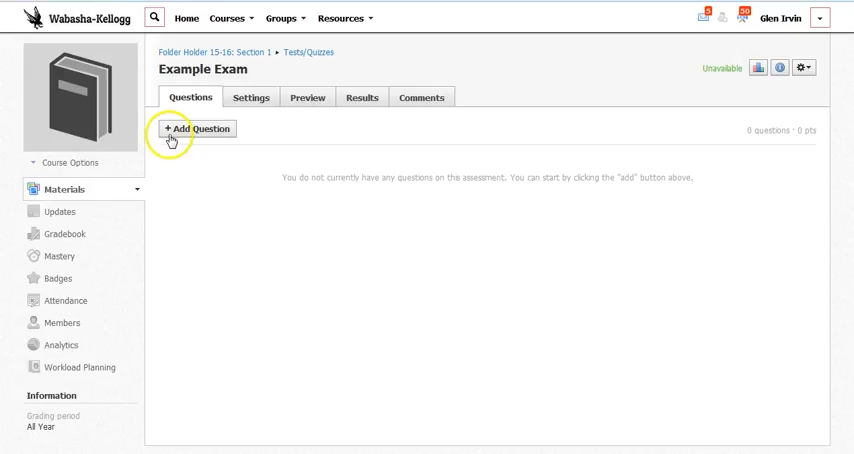 Wabasha-Kellogg
Home
Courses
Groups
Resources
5
50
Glen Irvin
Folder Holder 15-16: Section 1 ▸ Tests/Quizzes
Example Exam
Unavailable
Questions
Settings
Preview
Results
Comments
+ Add Question
0 questions · 0 pts
You do not currently have any questions on this assessment. You can start by clicking the "add" button above.
Course Options
Materials
Updates
Gradebook
Mastery
Badges
Attendance
Members
Analytics
Workload Planning
Information
Grading period
All Year